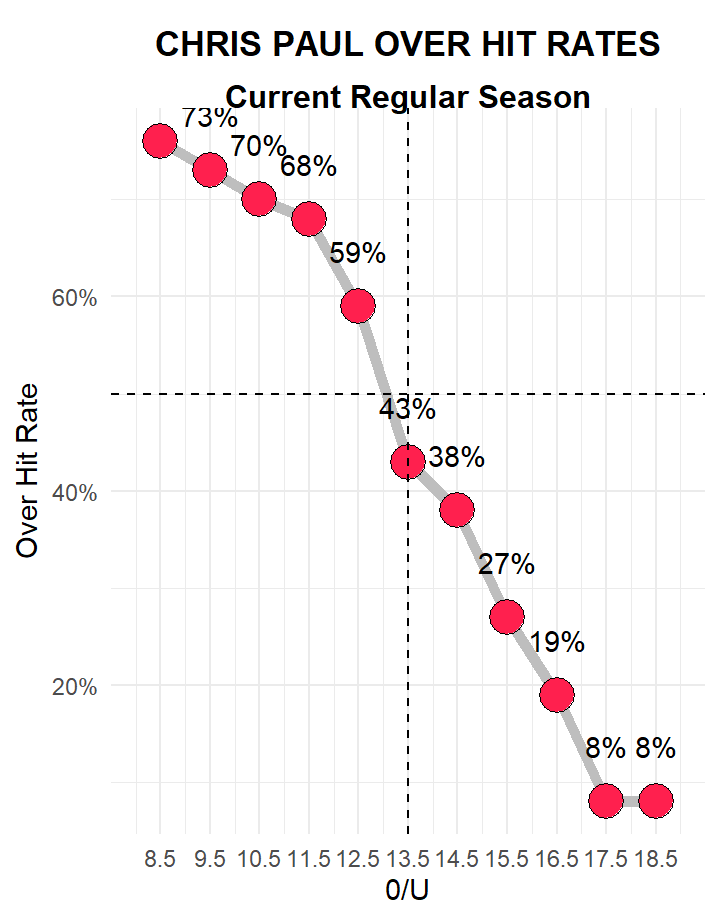 CHRIS PAUL OVER HIT RATES
Current Regular Season
73%
70%
68%
59%
60%
43%
38%
40%
27%
19%
20%
8% 8%
Over Hit Rate
8.5 9.5 10.5 11.5 12.5 13.5 14.5 15.5 16.5 17.5 18.5
0/U